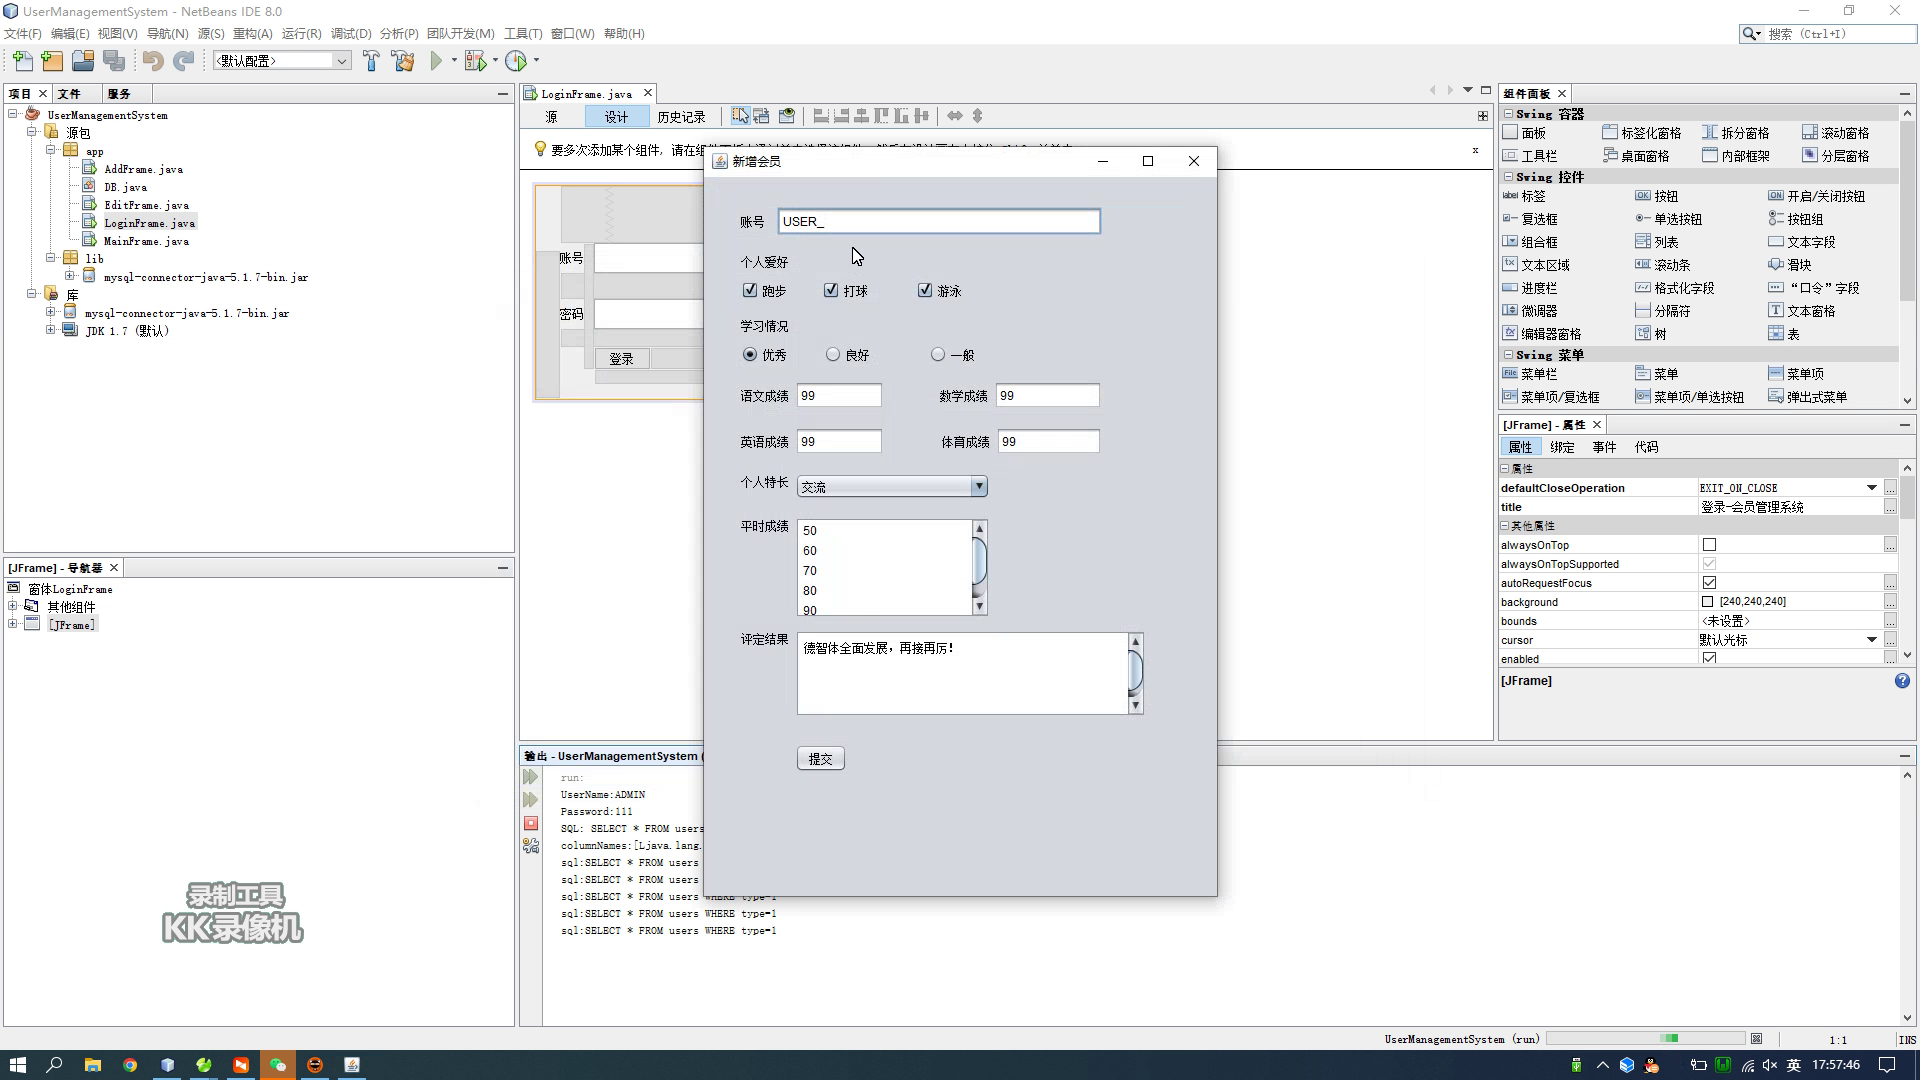 UserManagementSystem - NetBeans IDE 8.0
文件(F) 编辑(E) 视图(V) 导航(N) 源(S) 重构(A) 运行(R) 调试(D) 分析(P) 团队开发(M) 工具(T) 窗口(W) 帮助(H)
搜索 (Ctrl+I)
<默认配置>
项目 文件 服务
UserManagementSystem
源包
app
AddFrame.java
DB.java
EditFrame.java
LoginFrame.java
MainFrame.java
lib
mysql-connector-java-5.1.7-bin.jar
库
mysql-connector-java-5.1.7-bin.jar
JDK 1.7 (默认)
[JFrame] - 导航器
窗体LoginFrame
其他组件
[JFrame]
录制工具
KK录像机
LoginFrame.java
源 设计 历史记录
要多次添加某个组件, 请在组
x
账号
密码
登录
新增会员
账号 USER_
个人爱好
跑步 打球 游泳
学习情况
优秀 良好 一般
语文成绩 99 数学成绩 99
英语成绩 99 体育成绩 99
个人特长 交流
平时成绩
50
60
70
80
90
评定结果 德智体全面发展，再接再厉！
提交
输出 - UserManagementSystem (
run:
UserName:ADMIN
Password:111
SQL: SELECT * FROM users
columnNames:[Ljava.lang.
sql:SELECT * FROM users
sql:SELECT * FROM users
sql:SELECT * FROM users WHERE type=1
sql:SELECT * FROM users WHERE type=1
sql:SELECT * FROM users WHERE type=1
组件面板
Swing 容器
面板 标签化窗格 拆分窗格 滚动窗格
工具栏 桌面窗格 内部框架 分层窗格
Swing 控件
label 标签 OK 按钮 ON 开启/关闭按钮
复选框 单选按钮 按钮组
组合框 列表 文本字段
文本区域 滚动条 滑块
进度栏 格式化字段 “口令”字段
微调器 分隔符 文本窗格
编辑器窗格 树 表
Swing 菜单
File 菜单栏 菜单 菜单项
菜单项/复选框 菜单项/单选按钮 弹出式菜单
[JFrame] - 属性
属性 绑定 事件 代码
属性
defaultCloseOperation EXIT_ON_CLOSE
title 登录-会员管理系统
其他属性
alwaysOnTop
alwaysOnTopSupported
autoRequestFocus
background [240,240,240]
bounds <未设置>
cursor 默认光标
enabled
[JFrame]
UserManagementSystem (run) 1:1 INS
英 17:57:46